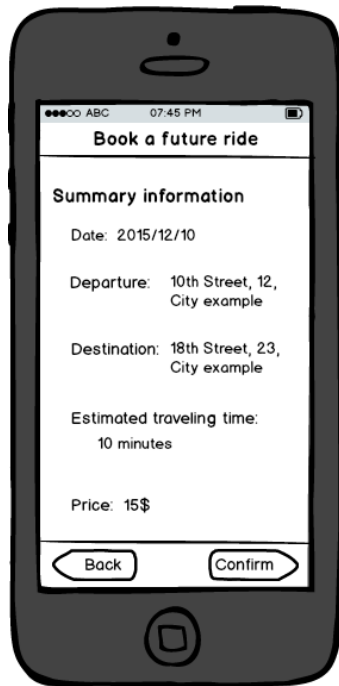 ABC 07:45 PM
Book a future ride
Summary information
Date: 2015/12/10
Departure: 10th Street, 12,
City example
Destination: 18th Street, 23,
City example
Estimated traveling time:
10 minutes
Price: 15$
Back Confirm